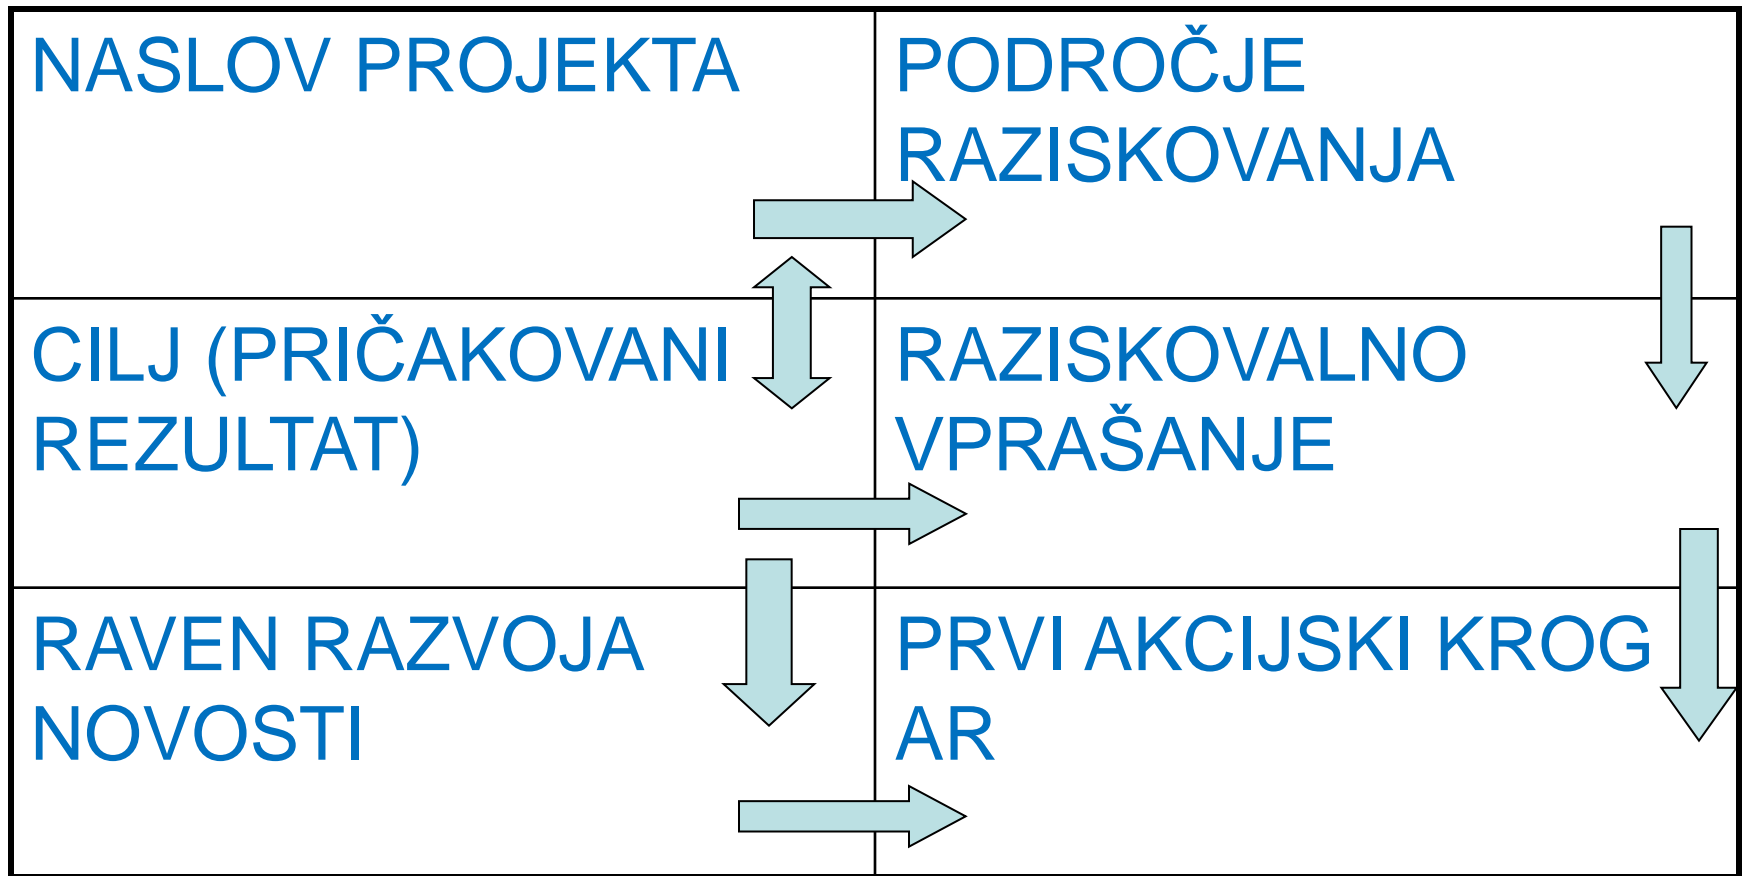 NASLOV PROJEKTA
PODROČJE
RAZISKOVANJA
CILJ (PRIČAKOVANI
REZULTAT)
RAZISKOVALNO
VPRAŠANJE
RAVEN RAZVOJA
NOVOSTI
PRVI AKCIJSKI KROG
AR